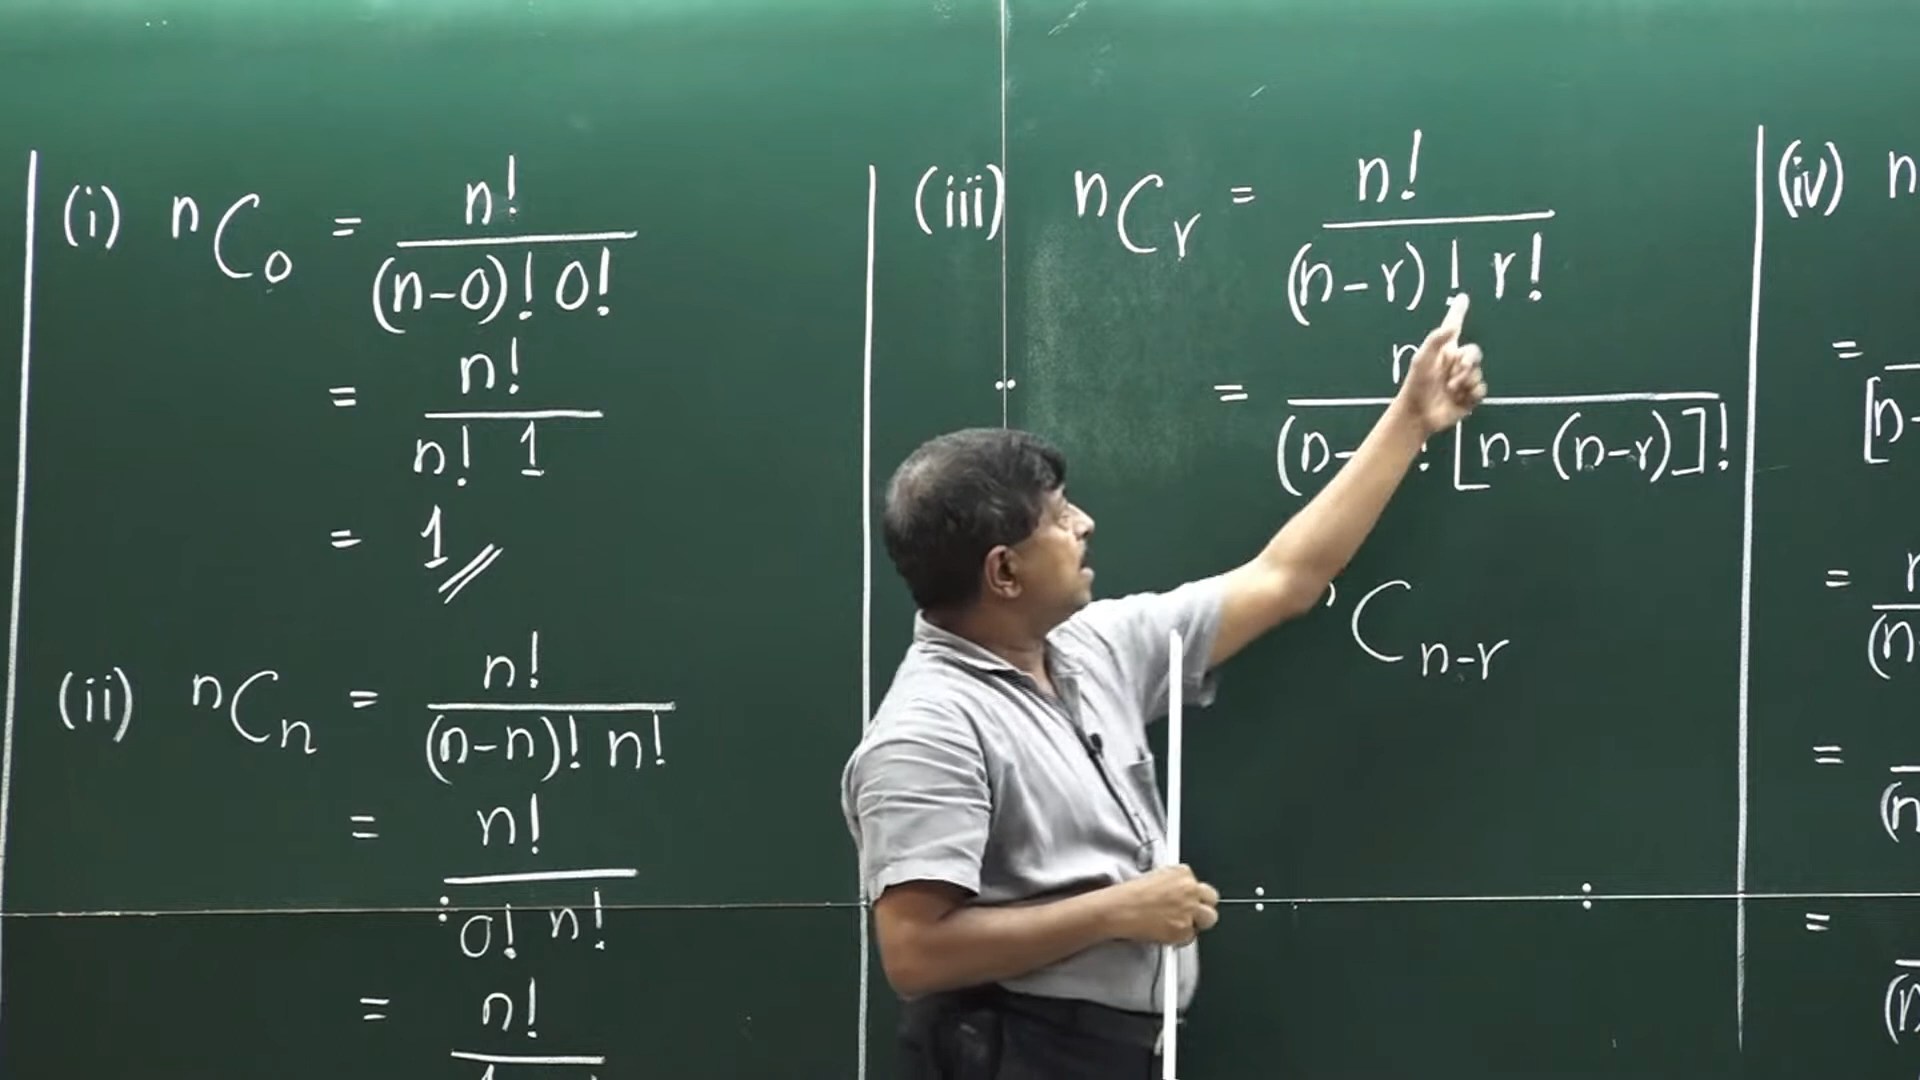 (i) nC0 = n!
(n-0)! 0!
= n!
n! 1
= 1
(ii) nCn = n!
(n-n)! n!
= n!
0! n!
= n!
(iii) nCr = n!
(n-r)! r!
= n
(n- ! [n-(n-r)]!
Cn-r
(iv) n
=
[n-
=
(n
=
(n
=
(n